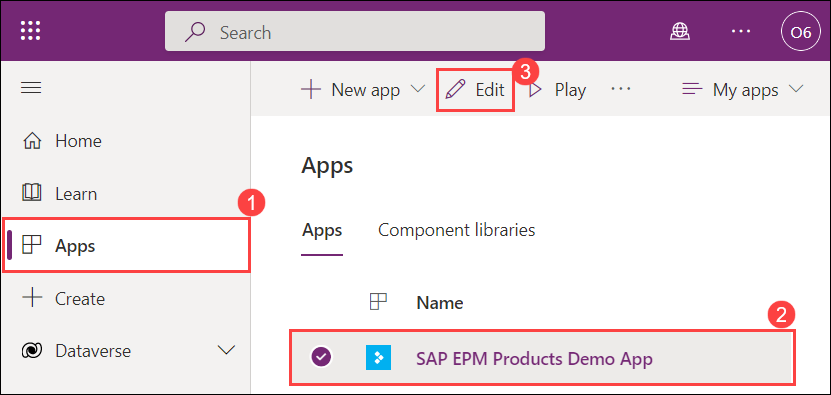 Search
O6
New app
Edit
3
Play
My apps
Home
Learn
1
Apps
Create
Dataverse
Apps
Apps
Component libraries
Name
2
SAP EPM Products Demo App